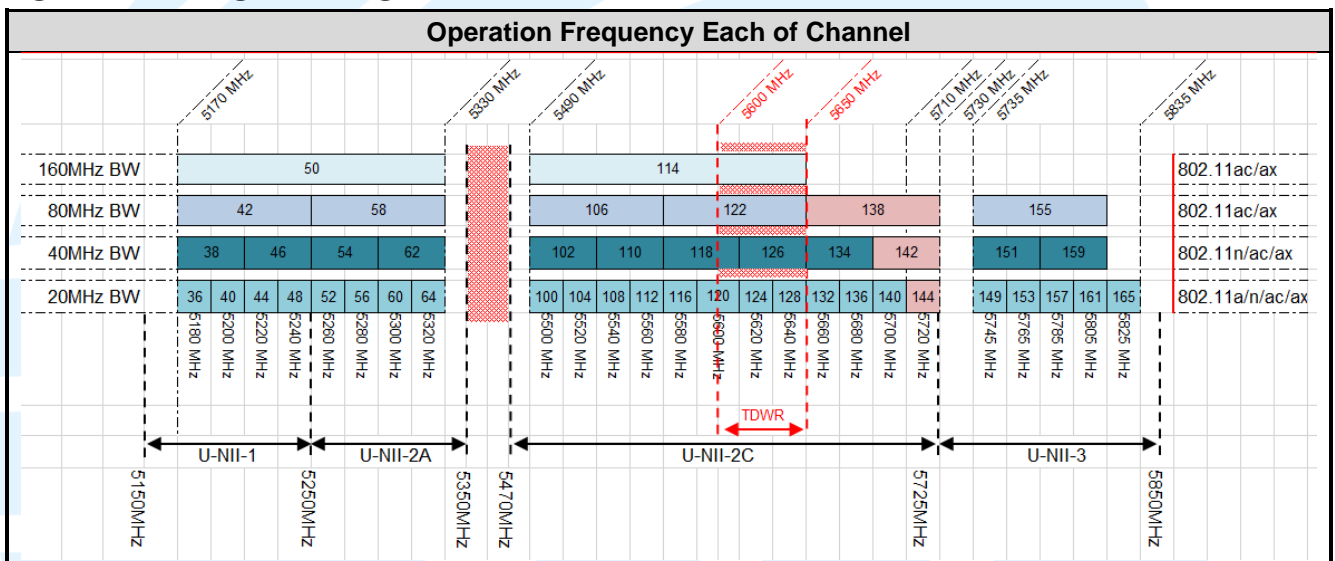 Operation Frequency Each of Channel
5170 MHz 5330 MHz 5490 MHz 5600 MHz 5650 MHz 5710 MHz 5730 MHz 5735 MHz 5835 MHz
160MHz BW 50 114 802.11ac/ax
80MHz BW 42 58 106 122 138 155 802.11ac/ax
40MHz BW 38 46 54 62 102 110 118 126 134 142 151 159 802.11n/ac/ax
20MHz BW 36 40 44 48 52 56 60 64 100 104 108 112 116 120 124 128 132 136 140 144 149 153 157 161 165 802.11a/n/ac/ax
5180 MHz 5200 MHz 5220 MHz 5240 MHz 5260 MHz 5280 MHz 5300 MHz 5320 MHz 5500 MHz 5520 MHz 5540 MHz 5560 MHz 5580 MHz 5600 MHz 5620 MHz 5640 MHz 5660 MHz 5680 MHz 5700 MHz 5720 MHz 5745 MHz 5765 MHz 5785 MHz 5805 MHz 5825 MHz
TDWR
U-NII-1 U-NII-2A U-NII-2C U-NII-3
5150MHz 5250MHz 5350MHz 5470MHz 5725MHz 5850MHz